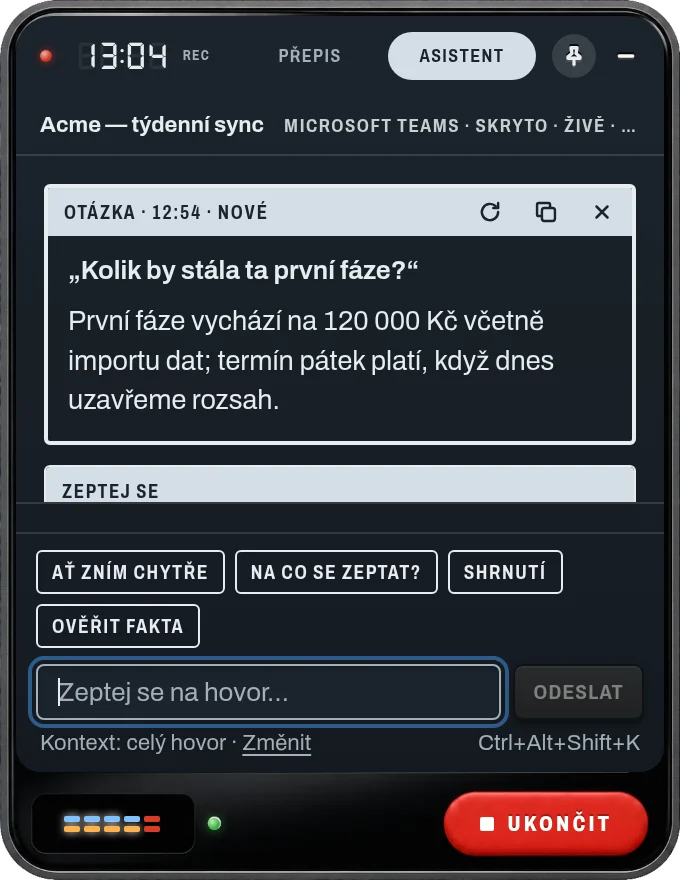 13:04 REC PŘEPIS ASISTENT
Acme — týdenní sync MICROSOFT TEAMS · SKRYTO · ŽIVĚ · ...
OTÁZKA · 12:54 · NOVÉ
„Kolik by stála ta první fáze?“
První fáze vychází na 120 000 Kč včetně
importu dat; termín pátek platí, když dnes
uzavřeme rozsah.
ZEPTEJ SE
AŤ ZNÍM CHYTŘE NA CO SE ZEPTAT? SHRNUTÍ
OVĚŘIT FAKTA
Zeptej se na hovor... ODESLAT
Kontext: celý hovor · Změnit Ctrl+Alt+Shift+K
UKONČIT